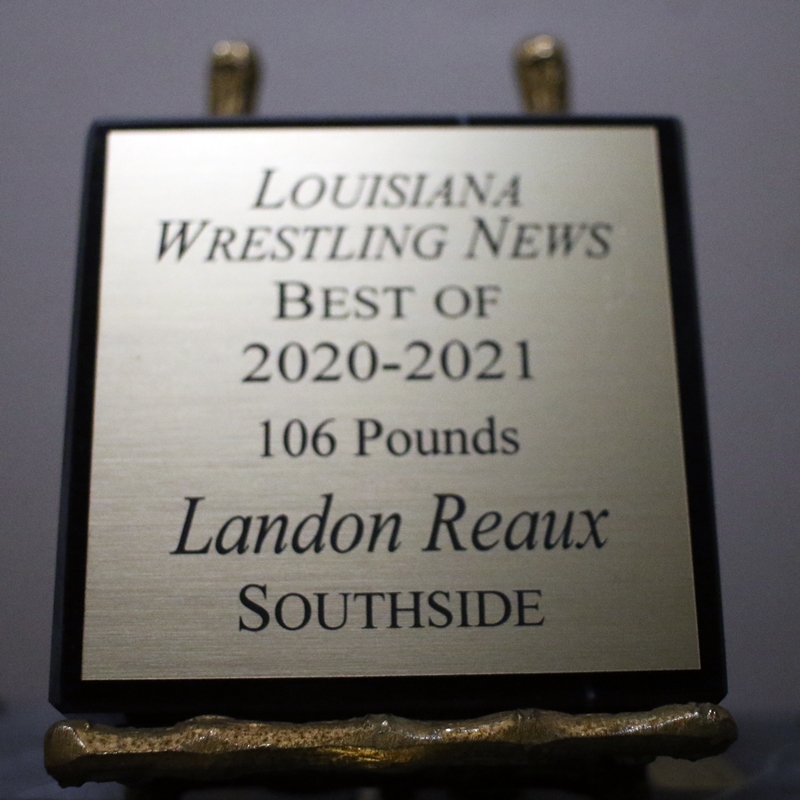 LOUISIANA
WRESTLING NEWS
BEST OF
2020-2021
106 Pounds
Landon Reaux
SOUTHSIDE